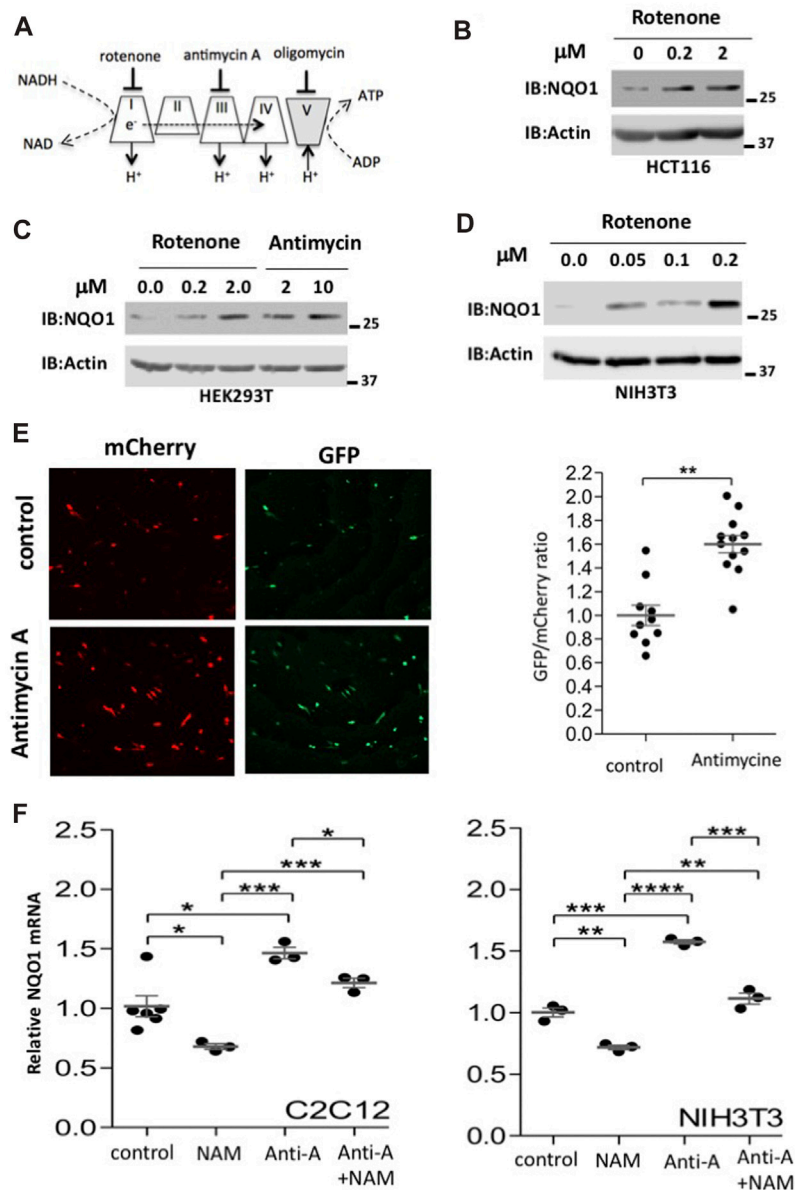 A
rotenone antimycin A oligomycin
NADH
I II III IV V
e-
ATP
NAD
ADP
H+ H+ H+ H+
B
Rotenone
μM 0 0.2 2
IB:NQO1
25
IB:Actin
37
HCT116
C
Rotenone Antimycin
μM 0.0 0.2 2.0 2 10
IB:NQO1
25
IB:Actin
37
HEK293T
D
Rotenone
μM 0.0 0.05 0.1 0.2
IB:NQO1
25
IB:Actin
37
NIH3T3
E
mCherry GFP
control
Antimycin A
**
GFP/mCherry ratio
2.2
2.0
1.8
1.6
1.4
1.2
1.0
0.8
0.6
0.4
0.2
0.0
control Antimycine
F
Relative NQO1 mRNA
2.5
2.0
1.5
1.0
0.5
0.0
*
***
***
*
*
C2C12
control NAM Anti-A Anti-A
+NAM
2.5
2.0
1.5
1.0
0.5
0.0
***
**
****
***
**
NIH3T3
control NAM Anti-A Anti-A
+NAM